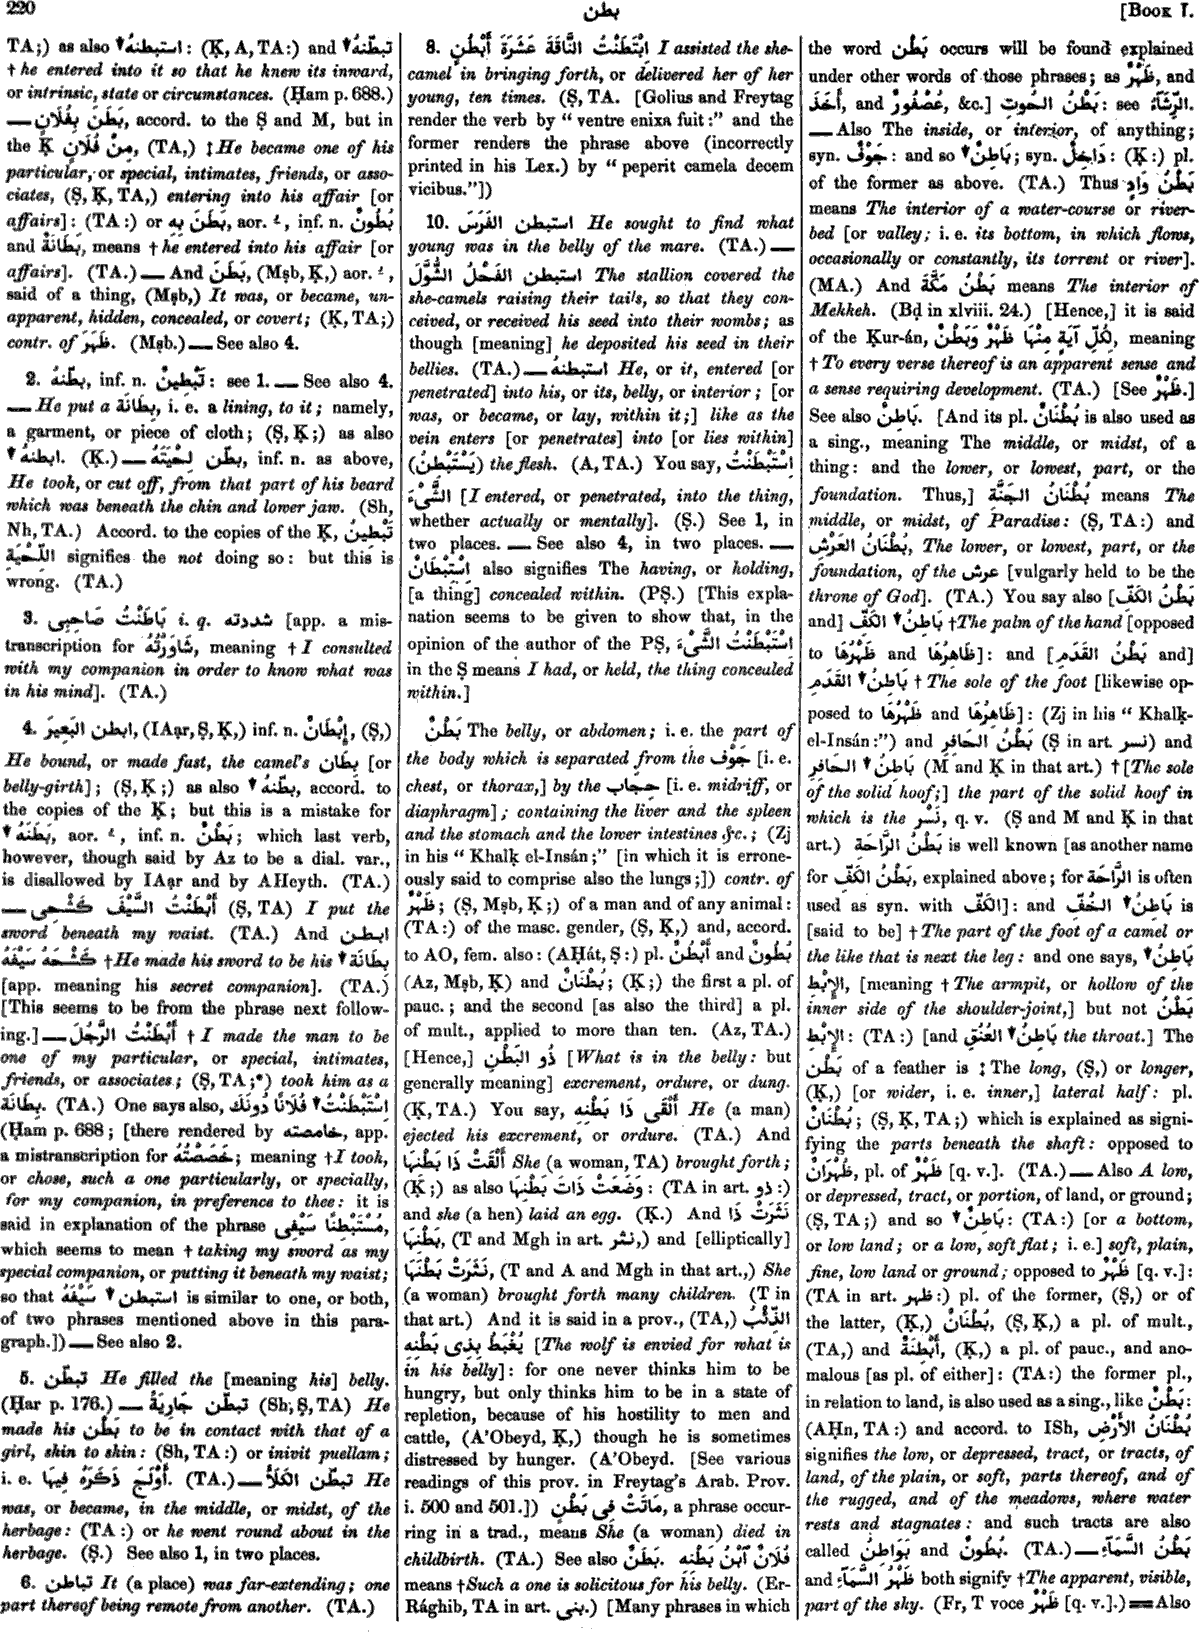 220
بطن
[Book I.
TA;) as also ↓ استبطنهُ: (Ḳ, A, TA:) and ↓ تبطّنهُ
† he entered into it so that he knew its inward,
or intrinsic, state or circumstances. (Ḥam p. 688.)
— بَطَنَ بِفُلَانٍ, accord. to the Ṣ and M, but in
the Ḳ مِنْ فُلَانٍ, (TA,) ‡ He became one of his
particular, or special, intimates, friends, or asso-
ciates, (Ṣ, Ḳ, TA,) entering into his affair [or
affairs]: (TA:) or بَطَنَ بِهِ, aor. ـُ, inf. n. بُطُونٌ
and بَطَانَةٌ, means † he entered into his affair [or
affairs]. (TA.) — And بَطَنَ, (Mṣb, Ḳ,) aor. ـُ,
said of a thing, (Mṣb,) It was, or became, un-
apparent, hidden, concealed, or covert; (Ḳ, TA;)
contr. of ظَهَرَ. (Mṣb.) — See also 4.
2. بطّنهُ, inf. n. تَبْطِينٌ: see 1. — See also 4.
— He put a بِطَانَة, i. e. a lining, to it; namely,
a garment, or piece of cloth; (Ṣ, Ḳ;) as also
↓ ابطنهُ. (Ḳ.) — بطّن لِحْيَتَهُ, inf. n. as above,
He took, or cut off, from that part of his beard
which was beneath the chin and lower jaw. (Sh,
Nh, TA.) Accord. to the copies of the Ḳ, تَبْطِينُ
اللِّحْيَةِ signifies the not doing so: but this is
wrong. (TA.)
3. بَاطَنْتُ صَاحِبِى i. q. شددته [app. a mis-
transcription for شَاوَرْتُهُ, meaning † I consulted
with my companion in order to know what was
in his mind]. (TA.)
4. ابطن البَعِيرَ, (IAạr, Ṣ, Ḳ,) inf. n. إِبْطَانٌ, (Ṣ,)
He bound, or made fast, the camel's بِطَان [or
belly-girth]; (Ṣ, Ḳ;) as also ↓ بطّنهُ, accord. to
the copies of the Ḳ; but this is a mistake for
↓ بَطَنَهُ, aor. ـُ, inf. n. بَطْنٌ; which last verb,
however, though said by Az to be a dial. var.,
is disallowed by IAạr and by AHeyth. (TA.)
— أَبْطَنْتُ السَّيْفَ كَشْحِى (Ṣ, TA) I put the
sword beneath my waist. (TA.) And ابطن
كَشْحَهُ سَيْفَهُ † He made his sword to be his ↓ بِطَانَة
[app. meaning his secret companion]. (TA.)
[This seems to be from the phrase next follow-
ing.] — أَبْطَنْتُ الرَّجُلَ † I made the man to be
one of my particular, or special, intimates,
friends, or associates; (Ṣ, TA;*) took him as a
بِطَانَة. (TA.) One says also, اِسْتَبْطَنْتُ ↓ فُلَانًا دُونَكَ
(Ḥam p. 688; [there rendered by خامصته, app.
a mistranscription for خَصَصْتُهُ; meaning † I took,
or chose, such a one particularly, or specially,
for my companion, in preference to thee: it is
said in explanation of the phrase مُسْتَبْطِنًا سَيْفِى,
which seems to mean † taking my sword as my
special companion, or putting it beneath my waist;
so that استبطن ↓ سَيْفَهُ is similar to one, or both,
of two phrases mentioned above in this para-
graph.]) — See also 2.
5. تبطّن He filled the [meaning his] belly.
(Ḥar p. 176.) — تبطّن جَارِيَةً (Sh, Ṣ, TA) He
made his بَطْن to be in contact with that of a
girl, skin to skin: (Sh, TA:) or inivit puellam;
i. e. أَوْلَجَ ذَكَرَهُ فِيهَا. (TA.) — تبطّن الكَلَأَ He
was, or became, in the middle, or midst, of the
herbage: (TA:) or he went round about in the
herbage. (Ṣ.) See also 1, in two places.
6. تباطن It (a place) was far-extending; one
part thereof being remote from another. (TA.)
8. اِبْتَطَنْتُ النَّاقَةَ عَشَرَةَ أَبْطُنٍ I assisted the she-
camel in bringing forth, or delivered her of her
young, ten times. (Ṣ, TA. [Golius and Freytag
render the verb by "ventre enixa fuit:" and the
former renders the phrase above (incorrectly
printed in his Lex.) by "peperit camela decem
vicibus."])
10. استبطن الفَرَسَ He sought to find what
young was in the belly of the mare. (TA.) —
استبطن الفَحْلُ الشُّوَّلَ The stallion covered the
she-camels raising their tails, so that they con-
ceived, or received his seed into their wombs; as
though [meaning] he deposited his seed in their
bellies. (TA.) — استبطنهُ He, or it, entered [or
penetrated] into his, or its, belly, or interior; [or
was, or became, or lay, within it;] like as the
vein enters [or penetrates] into [or lies within]
(يَسْتَبْطِنُ) the flesh. (A, TA.) You say, اِسْتَبْطَنْتُ
الشَّىْءَ [I entered, or penetrated, into the thing,
whether actually or mentally]. (Ṣ.) See 1, in
two places. — See also 4, in two places. —
اِسْتِبْطَانٌ also signifies The having, or holding,
[a thing] concealed within. (PṢ.) [This expla-
nation seems to be given to show that, in the
opinion of the author of the PṢ, اِسْتَبْطَنْتُ الشَّىْءَ
in the Ṣ means I had, or held, the thing concealed
within.]
بَطْنٌ The belly, or abdomen; i. e. the part of
the body which is separated from the جَوْف [i. e.
chest, or thorax,] by the حِجَاب [i. e. midriff, or
diaphragm]; containing the liver and the spleen
and the stomach and the lower intestines &c.; (Zj
in his "Khalḳ el-Insán;" [in which it is errone-
ously said to comprise also the lungs;]) contr. of
ظَهْرٌ; (Ṣ, Mṣb, Ḳ;) of a man and of any animal:
(TA:) of the masc. gender, (Ṣ, Ḳ,) and, accord.
to AO, fem. also: (AḤát, Ṣ:) pl. أَبْطُنٌ and بُطُونٌ
(Az, Mṣb, Ḳ) and بُطْنَانٌ; (Ḳ;) the first a pl. of
pauc.; and the second [as also the third] a pl.
of mult., applied to more than ten. (Az, TA.)
[Hence,] ذُو البَطْنِ [What is in the belly: but
generally meaning] excrement, ordure, or dung.
(Ḳ, TA.) You say, أَلْقَى ذَا بَطْنِهِ He (a man)
ejected his excrement, or ordure. (TA.) And
أَلْقَتْ ذَا بَطْنِهَا She (a woman, TA) brought forth;
(Ḳ;) as also وَضَعَتْ ذَاتَ بَطْنِهَا: (TA in art. ذو:)
and she (a hen) laid an egg. (Ḳ.) And نَثَرَتْ ذَا
بَطْنِهَا, (T and Mgh in art. نثر,) and [elliptically]
نَثَرَتْ بَطْنَهَا, (T and A and Mgh in that art.,) She
(a woman) brought forth many children. (T in
that art.) And it is said in a prov., (TA,) الذِّئْبُ
يُغْبَطُ بِذِى بَطْنِهِ [The wolf is envied for what is
in his belly]: for one never thinks him to be
hungry, but only thinks him to be in a state of
repletion, because of his hostility to men and
cattle, (A'Obeyd, Ḳ,) though he is sometimes
distressed by hunger. (A'Obeyd. [See various
readings of this prov. in Freytag's Arab. Prov.
i. 500 and 501.]) مَاتَتْ فِى بَطْنٍ, a phrase occur-
ring in a trad., means She (a woman) died in
childbirth. (TA.) See also بَطَنٌ. فُلَانٌ ٱبْنُ بَطْنِهِ
means † Such a one is solicitous for his belly. (Er-
Rághib, TA in art. بنى.) [Many phrases in which
the word بَطْن occurs will be found explained
under other words of those phrases; as ظَهْرٌ, and
أَخَذَ, and عُصْفُورٌ, &c.] بَطْنُ الحُوتِ: see الرِّشَآءُ.
— Also The inside, or interior, of anything;
syn. جَوْفٌ: and so ↓ بَاطِنٌ; syn. دَاخِلٌ: (Ḳ:) pl.
of the former as above. (TA.) Thus بَطْنُ وَادٍ
means The interior of a water-course or river-
bed [or valley; i. e. its bottom, in which flows,
occasionally or constantly, its torrent or river].
(MA.) And بَطْنُ مَكَّةَ means The interior of
Mekkeh. (Bḍ in xlviii. 24.) [Hence,] it is said
of the Ḳur-án, لِكُلِّ آيَةٍ مِنْهَا ظَهْرٌ وَبَطْنٌ, meaning
† To every verse thereof is an apparent sense and
a sense requiring development. (TA.) [See ظَهْرٌ.]
See also بَاطِنٌ. [And its pl. بُطْنَانٌ is also used as
a sing., meaning The middle, or midst, of a
thing: and the lower, or lowest, part, or the
foundation. Thus,] بُطْنَانُ الجَنَّةِ means The
middle, or midst, of Paradise: (Ṣ, TA:) and
بُطْنَانُ العَرْشِ, The lower, or lowest, part, or the
foundation, of the عرش [vulgarly held to be the
throne of God]. (TA.) You say also [بَطْنُ الكَفِّ
and] بَاطِنُ ↓ الكَفِّ † The palm of the hand [opposed
to ظَهْرُهَا and ظَاهِرُهَا]: and [بَطْنُ القَدَمِ and]
بَاطِنُ ↓ القَدَمِ † The sole of the foot [likewise op-
posed to ظَهْرُهَا and ظَاهِرُهَا]: (Zj in his "Khalḳ-
el-Insán:") and بَطْنُ الحَافِرِ (Ṣ in art. نسر) and
بَاطِنُ ↓ الحَافِرِ (M and Ḳ in that art.) † [The sole
of the solid hoof;] the part of the solid hoof in
which is the نَسْر, q. v. (Ṣ and M and Ḳ in that
art.) بَطْنُ الرَّاحَةِ is well known [as another name
for بَطْنُ الكَفِّ, explained above; for الرَّاحَةُ is often
used as syn. with الكَفُّ]: and بَاطِنُ ↓ الخُفِّ is
[said to be] † The part of the foot of a camel or
the like that is next the leg: and one says, ↓ بَاطِنُ
الإِبْطِ, [meaning † The armpit, or hollow of the
inner side of the shoulder-joint,] but not بَطْنُ
الإِبْطِ: (TA:) [and بَاطِنُ ↓ العُنُقِ the throat.] The
بَطْن of a feather is ‡ The long, (Ṣ,) or longer,
(Ḳ,) [or wider, i. e. inner,] lateral half: pl.
بُطْنَانٌ; (Ṣ, Ḳ, TA;) which is explained as signi-
fying the parts beneath the shaft: opposed to
ظُهْرَانٌ, pl. of ظَهْرٌ [q. v.]. (TA.) — Also A low,
or depressed, tract, or portion, of land, or ground;
(Ṣ, TA;) and so ↓ بَاطِنٌ: (TA:) [or a bottom,
or low land; or a low, soft flat; i. e.] soft, plain,
fine, low land or ground; opposed to ظَهْرٌ [q. v.]:
(TA in art. ظهر:) pl. of the former, (Ṣ,) or of
the latter, (Ḳ,) بُطْنَانٌ, (Ṣ, Ḳ,) a pl. of mult.,
(TA,) and أَبْطِنَةٌ, (Ḳ,) a pl. of pauc., and ano-
malous [as pl. of either]: (TA:) the former pl.,
in relation to land, is also used as a sing., like بَطْنٌ:
(AḤn, TA:) and accord. to ISh, بُطْنَانُ الأَرْضِ
signifies the low, or depressed, tract, or tracts, of
land, of the plain, or soft, parts thereof, and of
the rugged, and of the meadows, where water
rests and stagnates: and such tracts are also
called بَوَاطِنُ and بُطُونٌ. (TA.) — بَطْنُ السَّمَآءِ
and ظَهْرُ السَّمَآءِ both signify † The apparent, visible,
part of the sky. (Fr, T voce ظَهْرٌ [q. v.].) ═ Also